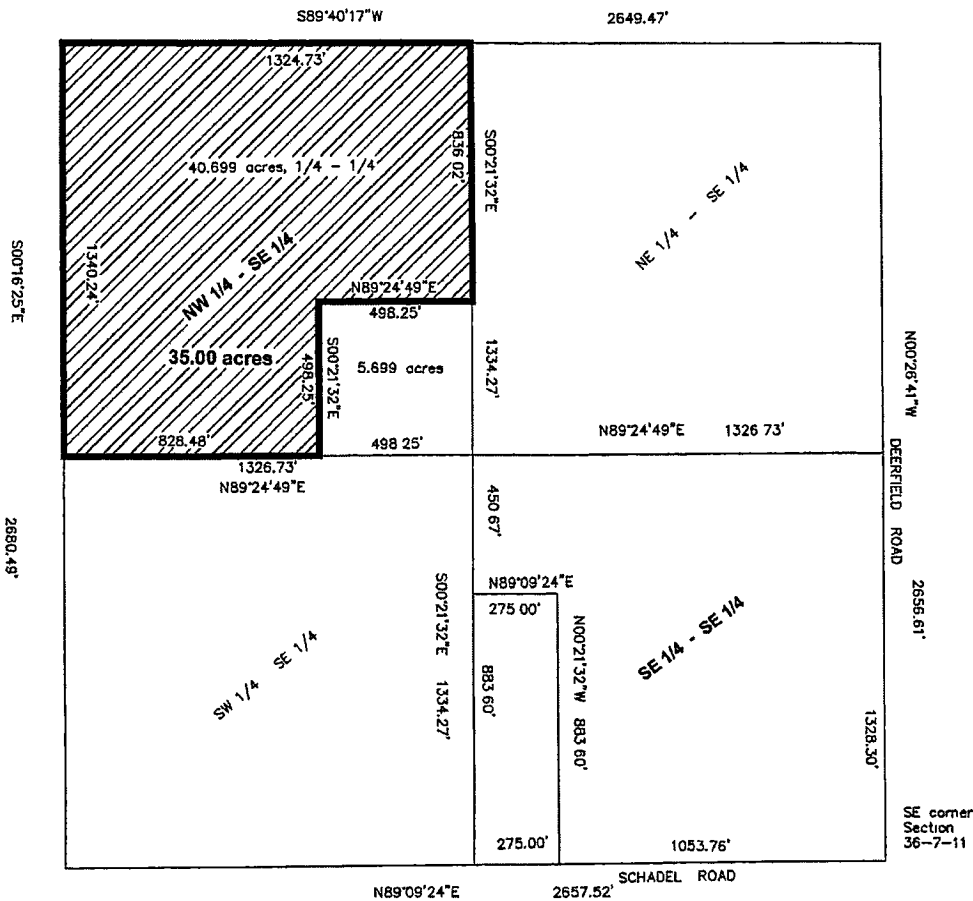 S89°40'17"W 2649.47'
1324.73'
40.699 acres, 1/4 - 1/4
836 02'
S00°21'32"E
NE 1/4 - SE 1/4
S00°16'25"E
1340.24'
NW 1/4 - SE 1/4
N89°24'49"E
498.25'
35.00 acres
498.25'
S00°21'32"E
5.699 acres
1334.27'
N00°26'41"W
828.48'
498 25'
N89°24'49"E 1326 73'
1326.73'
N89°24'49"E
DEERFIELD ROAD
2680.49'
450 67'
S00°21'32"E 1334.27'
N89°09'24"E
275 00'
SW 1/4 SE 1/4
883 60'
N00°21'32"W 883 60'
SE 1/4 - SE 1/4
2656.61'
1328.30'
275.00'
1053.76'
SE corner
Section
36-7-11
SCHADEL ROAD
N89°09'24"E 2657.52'